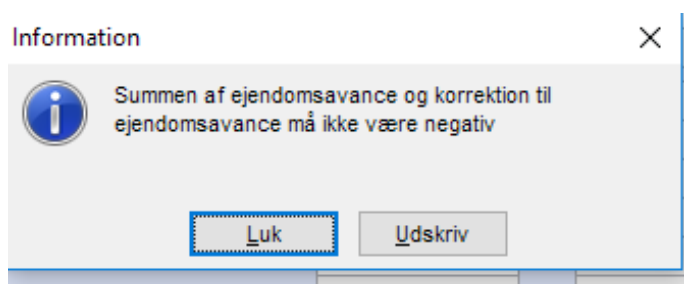 Information
Summen af ejendomsavance og korrektion til
ejendomsavance må ikke være negativ
Luk
Udskriv